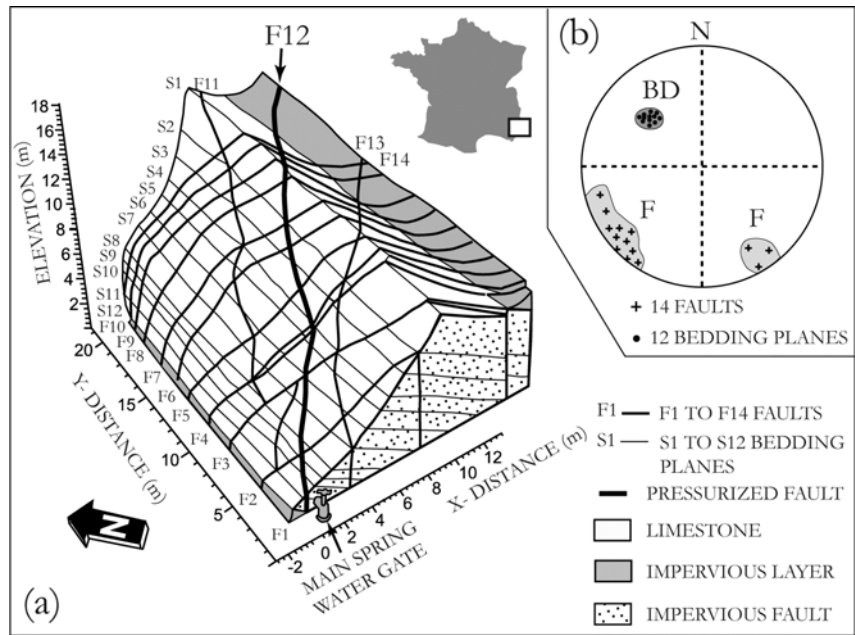 F12
(b)
N
BD
F
F
+ 14 FAULTS
• 12 BEDDING PLANES
S1
F11
S2
S3
S4
S5
S6
S7
S8
S9
S10
S11
S12
F10
F9
F8
F7
F6
F5
F4
F3
F2
F1
F13
F14
18
16
14
12
10
8
6
4
2
ELEVATION (m)
20
15
10
5
Y- DISTANCE (m)
-2
0
2
4
6
8
10
12
X- DISTANCE (m)
MAIN SPRING
WATER GATE
N
(a)
F1 F1 TO F14 FAULTS
S1 S1 TO S12 BEDDING
PLANES
PRESSURIZED FAULT
LIMESTONE
IMPERVIOUS LAYER
IMPERVIOUS FAULT